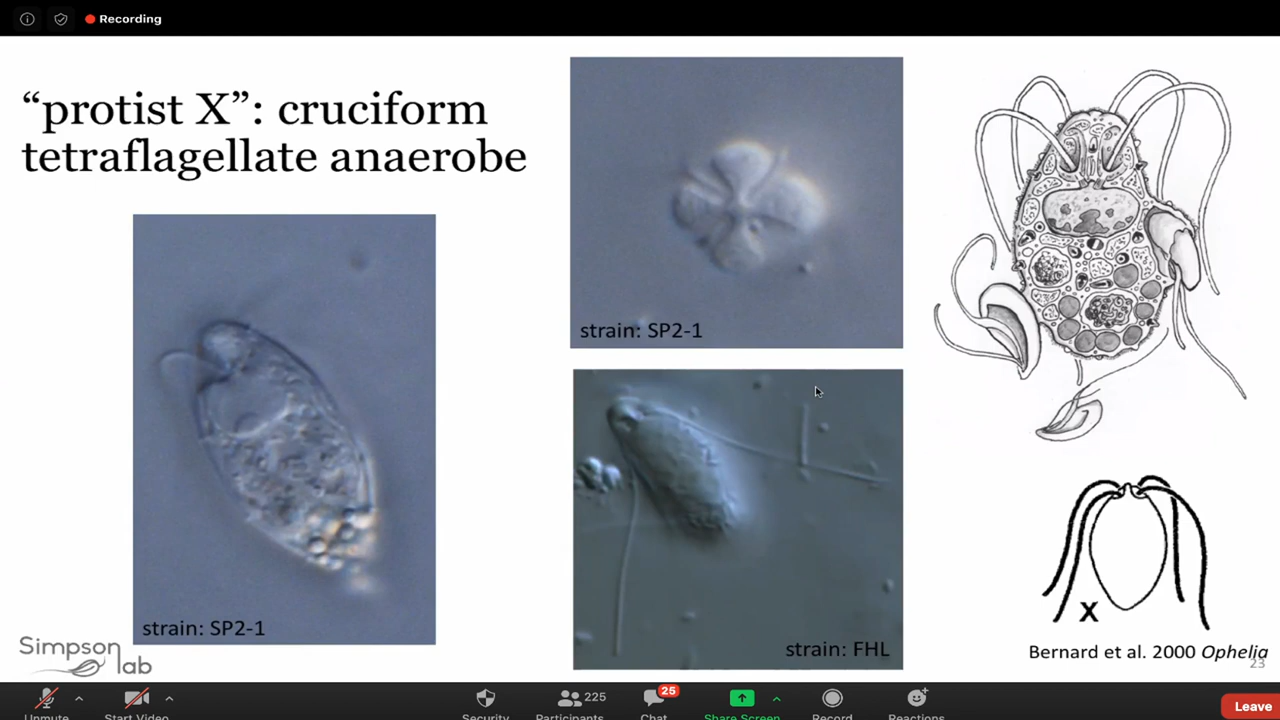 Recording
“protist X”: cruciform
tetraflagellate anaerobe
strain: SP2-1
strain: SP2-1
strain: FHL
X
Bernard et al. 2000 Ophelia
23
Simpson
lab
225
25
Unmute
Start Video
Security
Participants
Chat
Share Screen
Record
Reactions
Leave